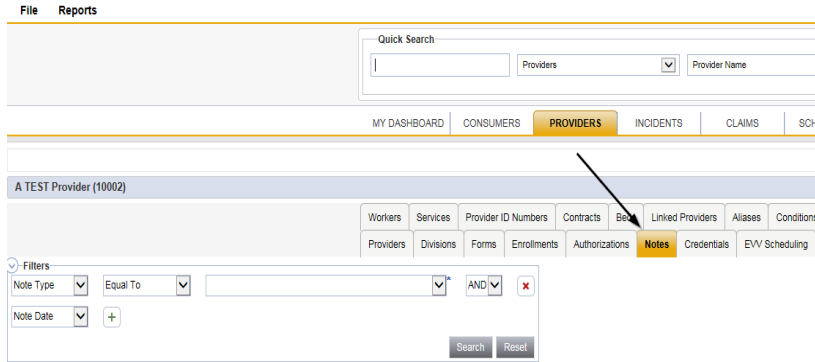 File Reports
Quick Search
Providers Provider Name
MY DASHBOARD CONSUMERS PROVIDERS INCIDENTS CLAIMS SCH
A TEST Provider (10002)
Workers Services Provider ID Numbers Contracts Linked Providers Aliases Conditions
Providers Divisions Forms Enrollments Authorizations Notes Credentials EVV Scheduling
Filters
Note Type Equal To * AND
Note Date
Search Reset